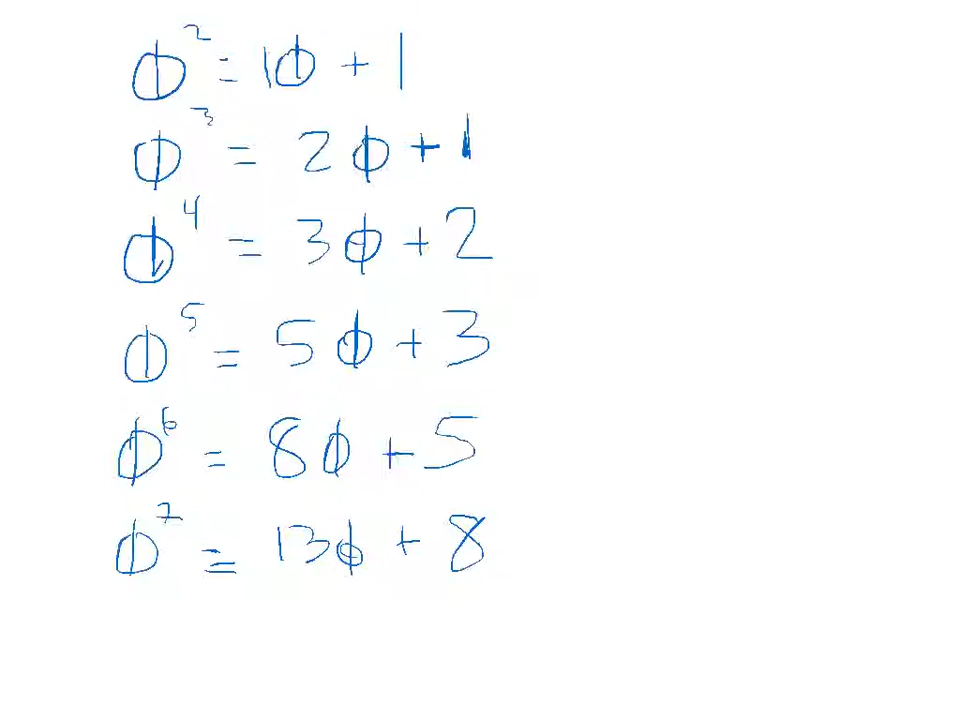 ϕ² = 1ϕ + 1
ϕ³ = 2ϕ + 1
ϕ⁴ = 3ϕ + 2
ϕ⁵ = 5ϕ + 3
ϕ⁶ = 8ϕ + 5
ϕ⁷ = 13ϕ + 8